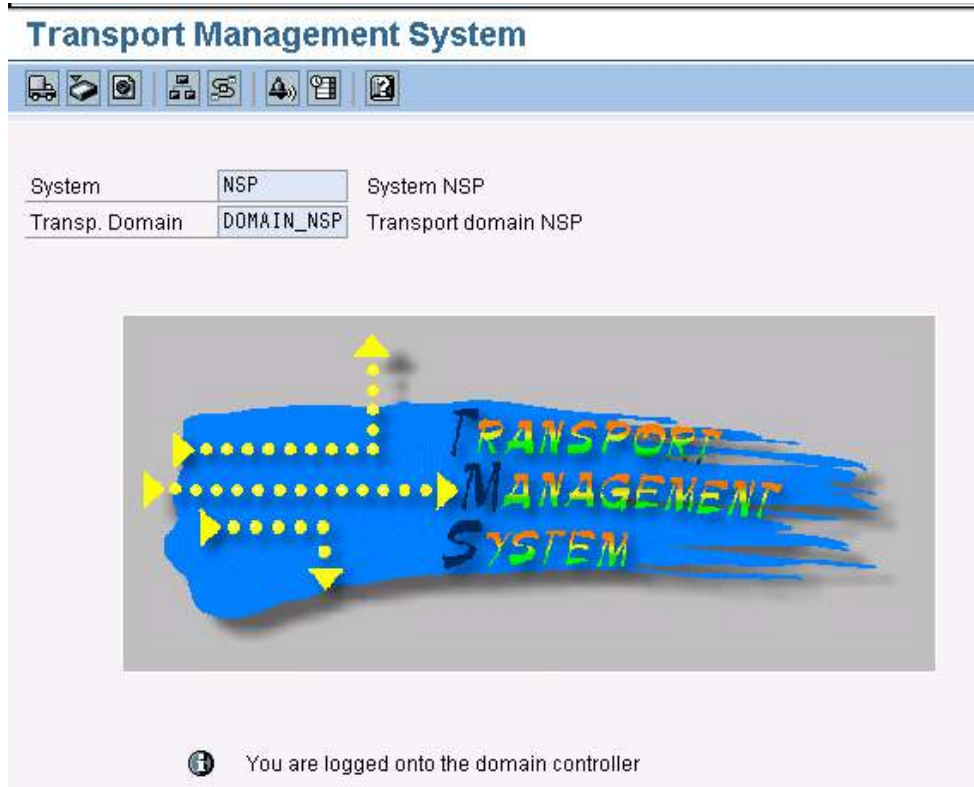 Transport Management System
System NSP System NSP
Transp. Domain DOMAIN_NSP Transport domain NSP
TRANSPORT
MANAGEMENT
SYSTEM
You are logged onto the domain controller